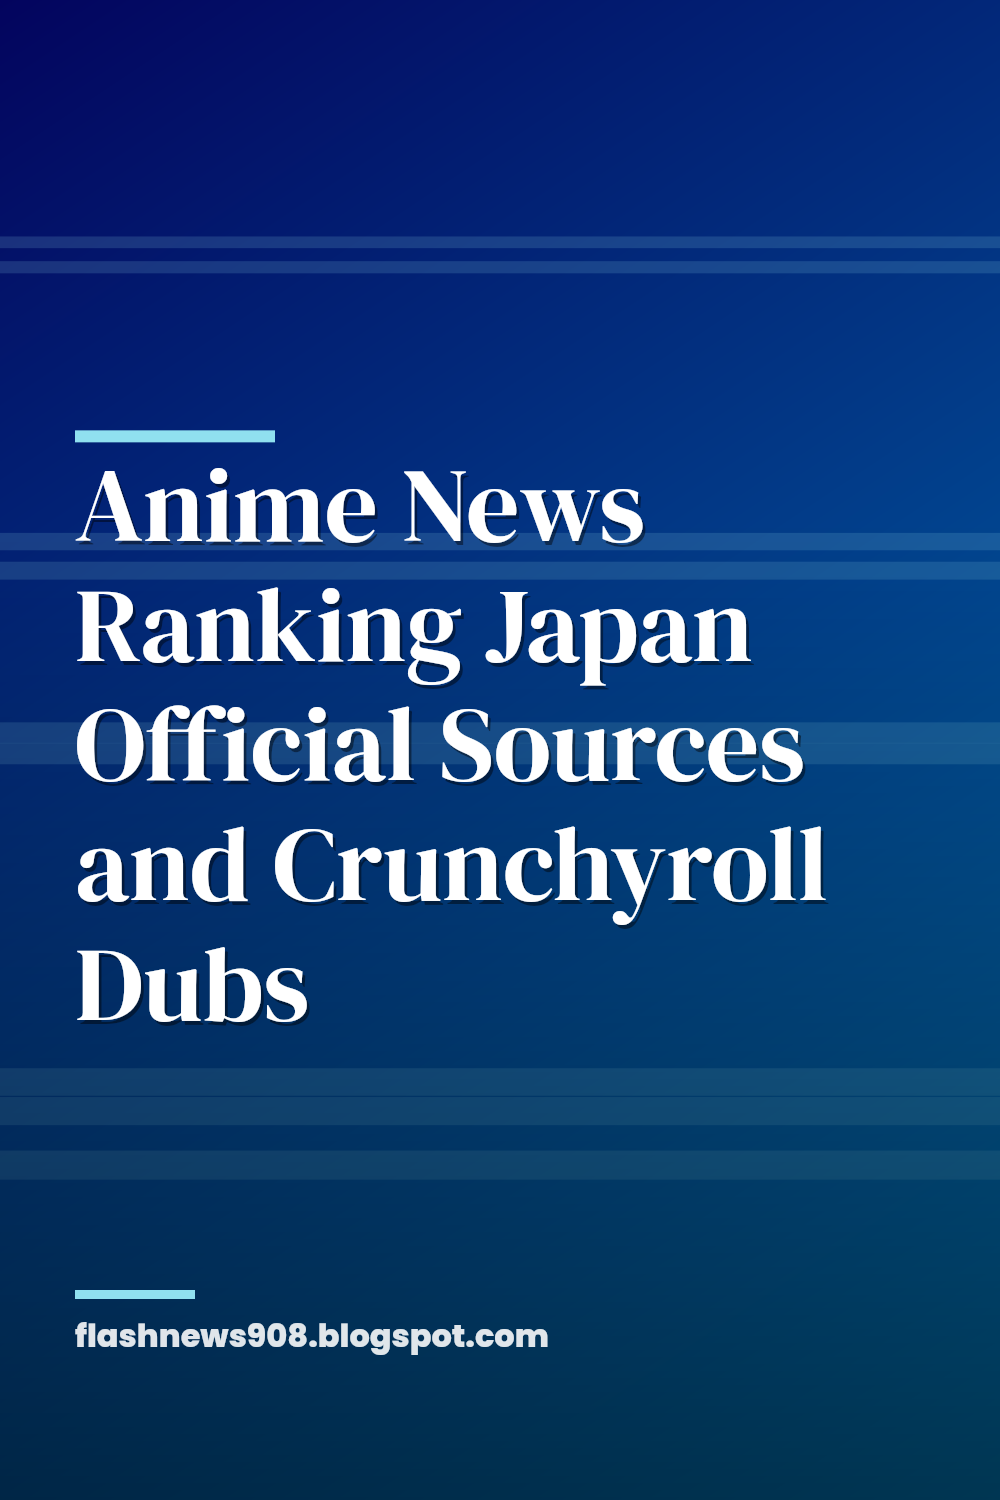 Anime News
Ranking Japan
Official Sources
and Crunchyroll
Dubs
flashnews908.blogspot.com